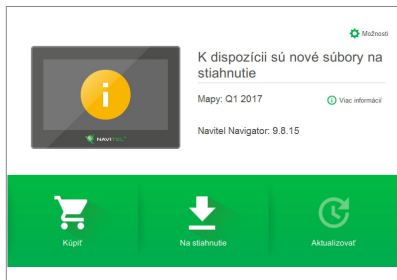 Možnosti
K dispozícii sú nové súbory na
stiahnutie
Mapy: Q1 2017
Viac informácií
Navitel Navigator: 9.8.15
NAVITEL
Kúpiť
Na stiahnutie
Aktualizovať